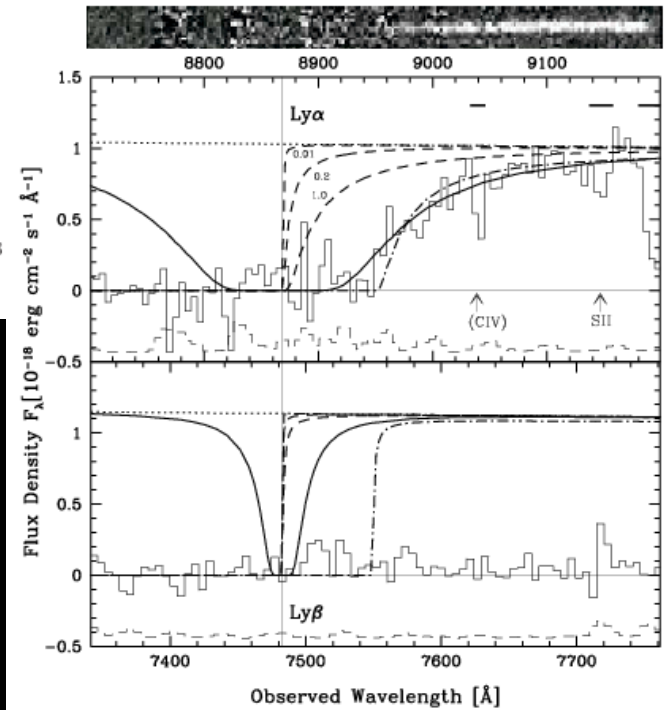 8800 8900 9000 9100
1.5
Lyα
1
0.01
0.2
1.0
0.5
0
(CIV) SII
-0.5
1
0.5
0
Lyβ
-0.5
7400 7500 7600 7700
Observed Wavelength [Å]
Flux Density F_λ[10⁻¹⁸ erg cm⁻² s⁻¹ Å⁻¹]